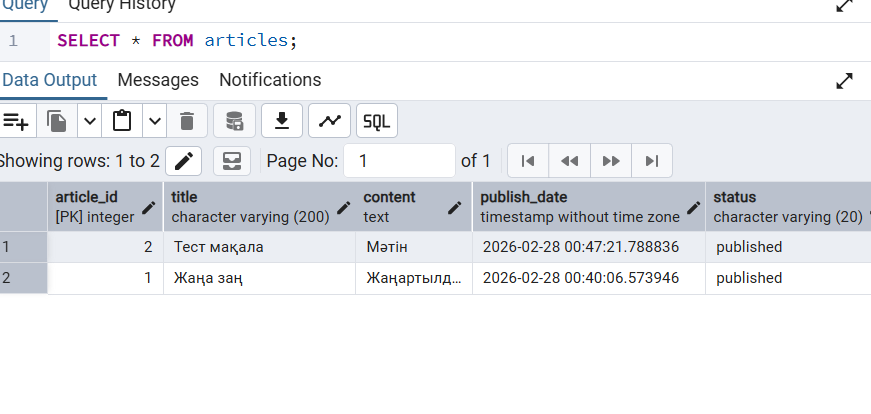 Query Query History
1 SELECT * FROM articles;
Data Output Messages Notifications
SQL
Showing rows: 1 to 2 Page No: 1 of 1
article_id title content publish_date status
[PK] integer character varying (200) text timestamp without time zone character varying (20)
1 2 Тест мақала Мәтін 2026-02-28 00:47:21.788836 published
2 1 Жаңа заң Жаңартылд… 2026-02-28 00:40:06.573946 published